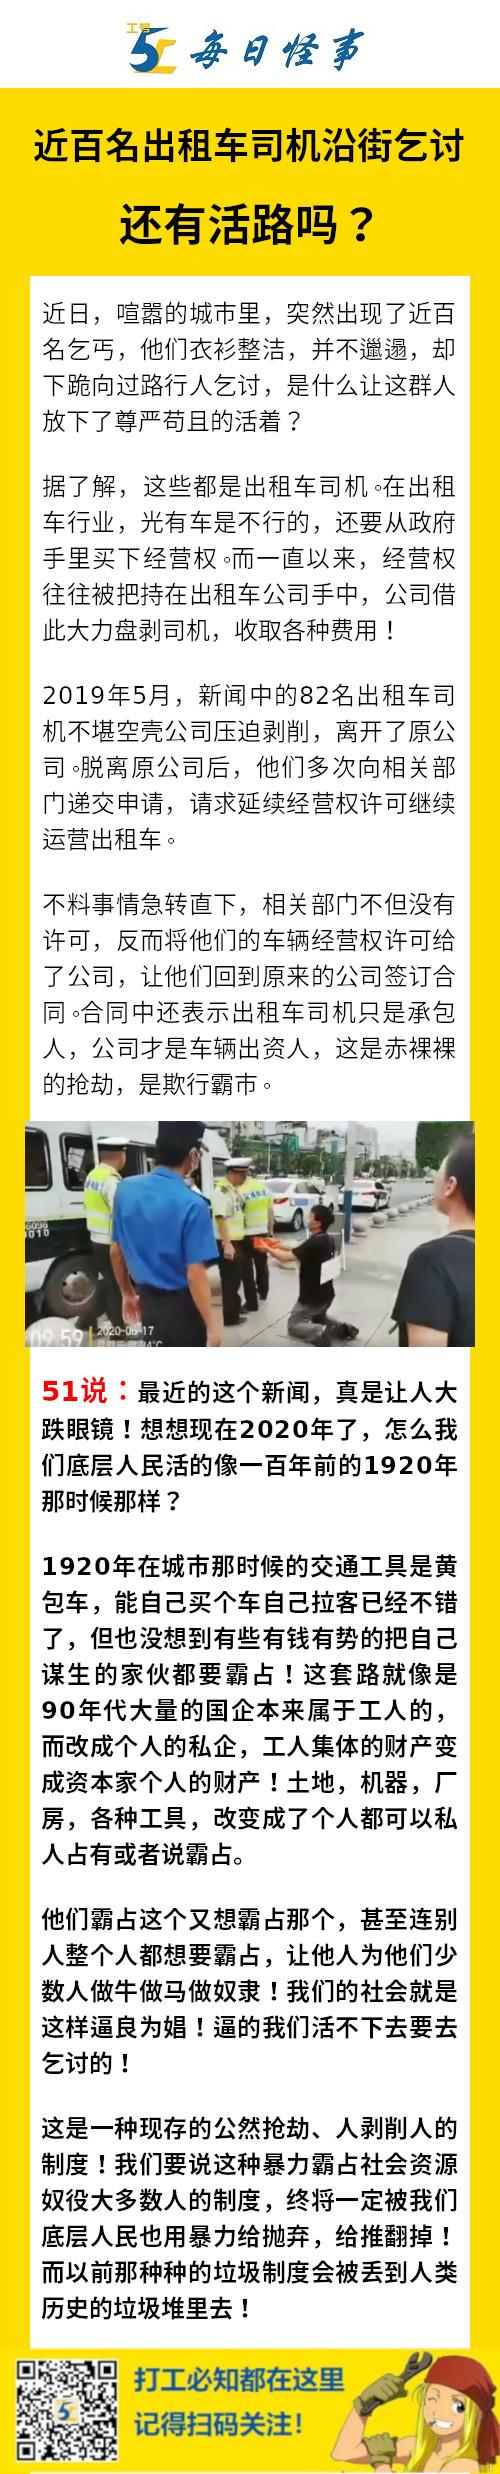 工号
51
每日怪事
近百名出租车司机沿街乞讨
还有活路吗？
近日，喧嚣的城市里，突然出现了近百
名乞丐，他们衣衫整洁，并不邋遢，却
下跪向过路行人乞讨，是什么让这群人
放下了尊严苟且的活着？
据了解，这些都是出租车司机。在出租
车行业，光有车是不行的，还要从政府
手里买下经营权。而一直以来，经营权
往往被把持在出租车公司手中，公司借
此大力盘剥司机，收取各种费用！
2019年5月，新闻中的82名出租车司
机不堪空壳公司压迫剥削，离开了原公
司。脱离原公司后，他们多次向相关部
门递交申请，请求延续经营权许可继续
运营出租车。
不料事情急转直下，相关部门不但没有
许可，反而将他们的车辆经营权许可给
了公司，让他们回到原来的公司签订合
同。合同中还表示出租车司机只是承包
人，公司才是车辆出资人，这是赤裸裸
的抢劫，是欺行霸市。
6096
0010
09 59
2020-06-17
51说：最近的这个新闻，真是让人大
跌眼镜！想想现在2020年了，怎么我
们底层人民活的像一百年前的1920年
那时候那样？
1920年在城市那时候的交通工具是黄
包车，能自己买个车自己拉客已经不错
了，但也没想到有些有钱有势的把自己
谋生的家伙都要霸占！这套路就像是
90年代大量的国企本来属于工人的，
而改成个人的私企，工人集体的财产变
成资本家个人的财产！土地，机器，厂
房，各种工具，改变成了个人都可以私
人占有或者说霸占。
他们霸占这个又想霸占那个，甚至连别
人整个人都想要霸占，让他人为他们少
数人做牛做马做奴隶！我们的社会就是
这样逼良为娼！逼的我们活不下去要去
乞讨的！
这是一种现存的公然抢劫、人剥削人的
制度！我们要说这种暴力霸占社会资源
奴役大多数人的制度，终将一定被我们
底层人民也用暴力给抛弃，给推翻掉！
而以前那种种的垃圾制度会被丢到人类
历史的垃圾堆里去！
打工必知都在这里
记得扫码关注！